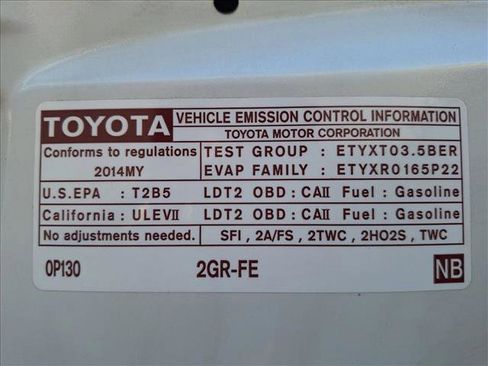 TOYOTA VEHICLE EMISSION CONTROL INFORMATION
TOYOTA MOTOR CORPORATION
Conforms to regulations TEST GROUP : ETYXT03.5BER
2014MY EVAP FAMILY : ETYXR0165P22
U.S.EPA : T2B5 LDT2 OBD : CAII Fuel : Gasoline
California : ULEVII LDT2 OBD : CAII Fuel : Gasoline
No adjustments needed. SFI , 2A/FS , 2TWC , 2HO2S , TWC
0P130 2GR-FE NB